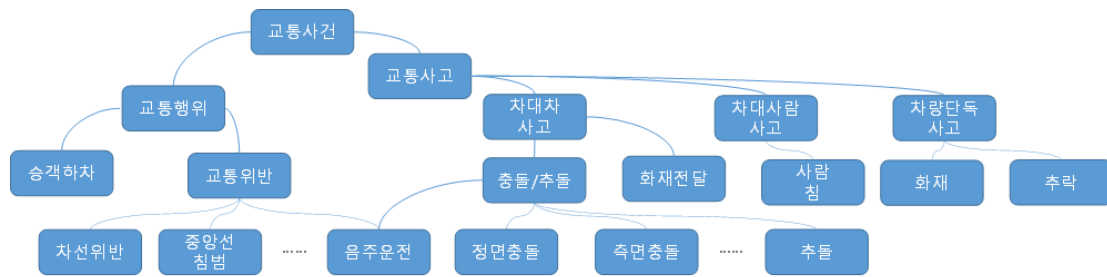 교통사건
교통사고
교통행위
차대차
사고
차대사람
사고
차량단독
사고
승객하차
교통위반
충돌/추돌
화재전달
사람
침
화재
추락
차선위반
중앙선
침범
......
음주운전
정면충돌
측면충돌
......
추돌